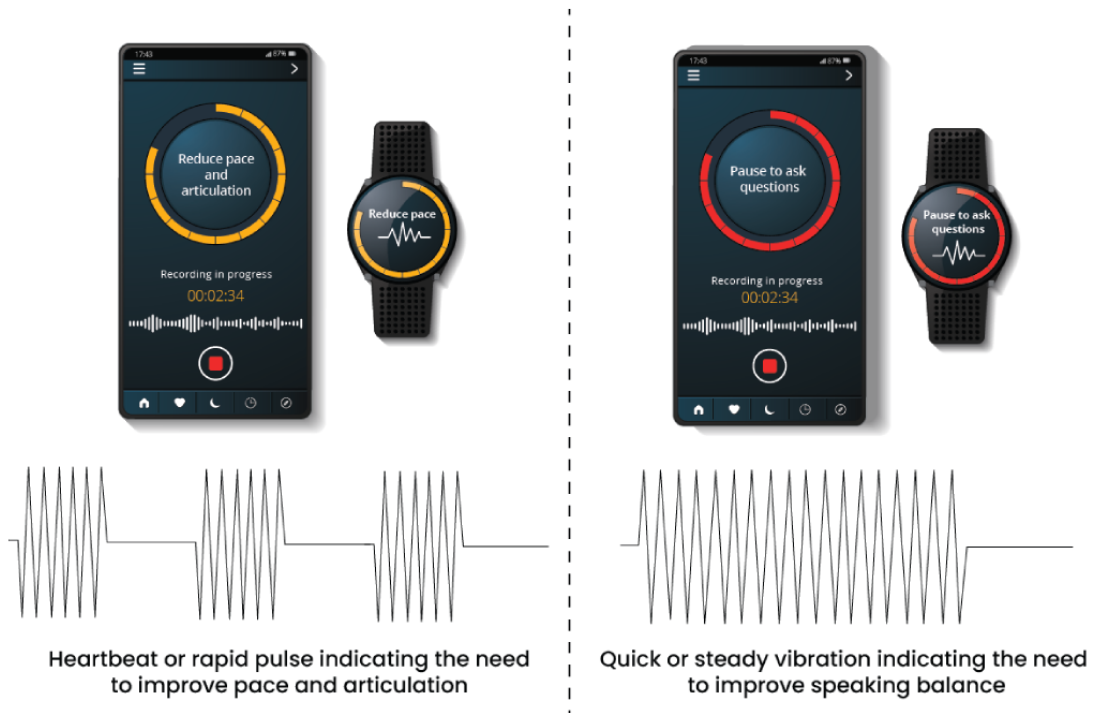 17:43
87%
Reduce pace
and
articulation
Recording in progress
00:02:34
Reduce pace
Heartbeat or rapid pulse indicating the need
to improve pace and articulation
17:43
87%
Pause to ask
questions
Recording in progress
00:02:34
Pause to ask
questions
Quick or steady vibration indicating the need
to improve speaking balance